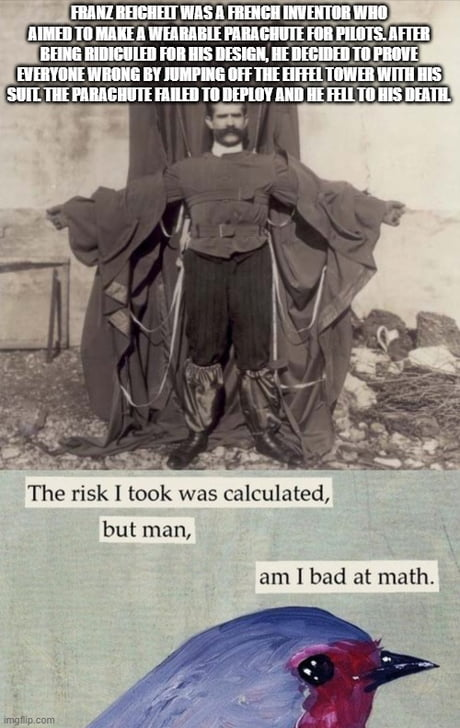 FRANZ REICHELT WAS A FRENCH INVENTOR WHO
AIMED TO MAKE A WEARABLE PARACHUTE FOR PILOTS. AFTER
BEING RIDICULED FOR HIS DESIGN, HE DECIDED TO PROVE
EVERYONE WRONG BY JUMPING OFF THE EIFFEL TOWER WITH HIS
SUIT. THE PARACHUTE FAILED TO DEPLOY AND HE FELL TO HIS DEATH.
The risk I took was calculated,
but man,
am I bad at math.
imgflip.com